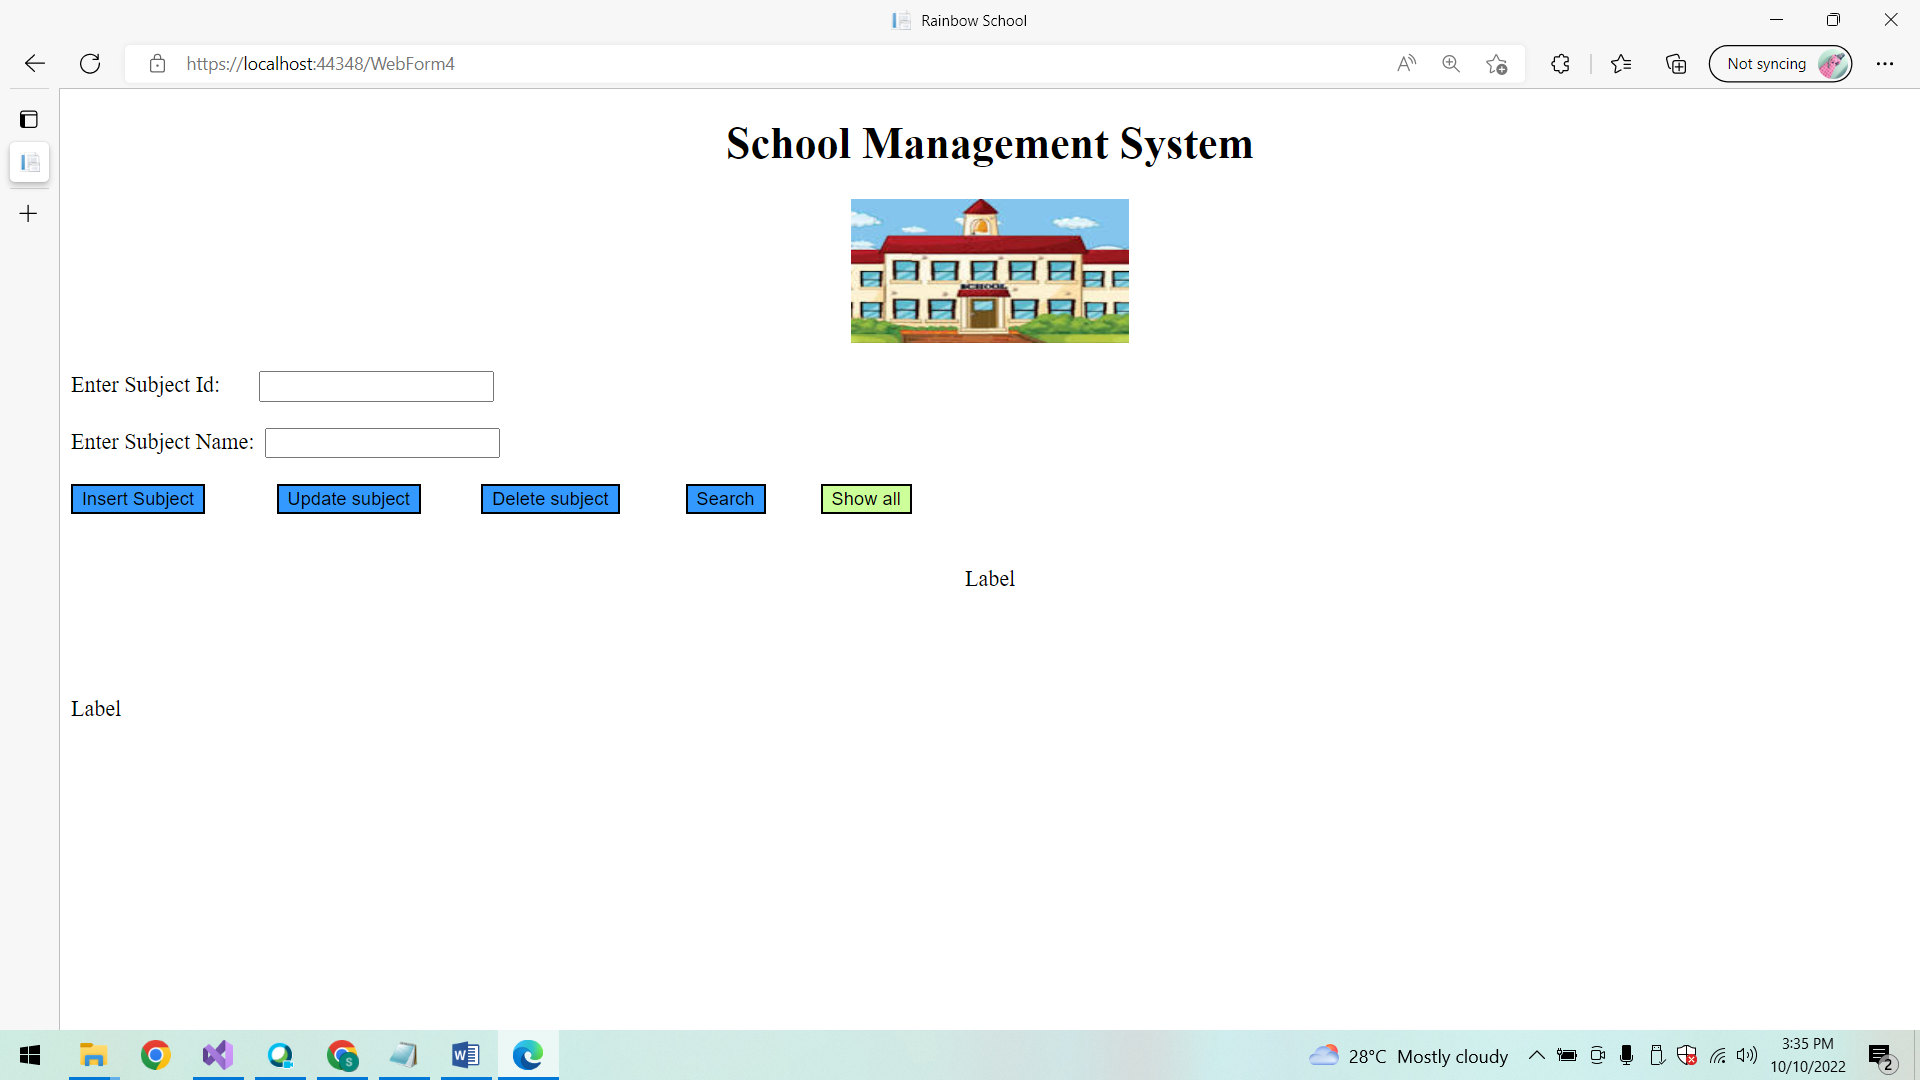 Rainbow School
https://localhost:44348/WebForm4
Not syncing
School Management System
SCHOOL
Enter Subject Id:
Enter Subject Name:
Insert Subject Update subject Delete subject Search Show all
Label
Label
28°C Mostly cloudy
3:35 PM
10/10/2022
2